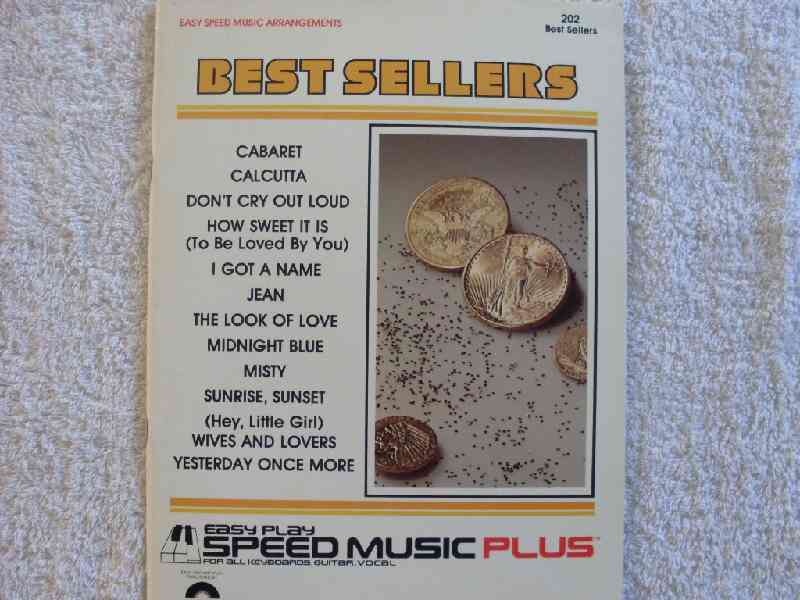 EASY SPEED MUSIC ARRANGEMENTS
202
Best Sellers
BEST SELLERS
CABARET
CALCUTTA
DON'T CRY OUT LOUD
HOW SWEET IT IS
(To Be Loved By You)
I GOT A NAME
JEAN
THE LOOK OF LOVE
MIDNIGHT BLUE
MISTY
SUNRISE, SUNSET
(Hey, Little Girl)
WIVES AND LOVERS
YESTERDAY ONCE MORE
EASY PLAY
SPEED MUSIC PLUS™
FOR ALL KEYBOARDS, GUITAR, VOCAL